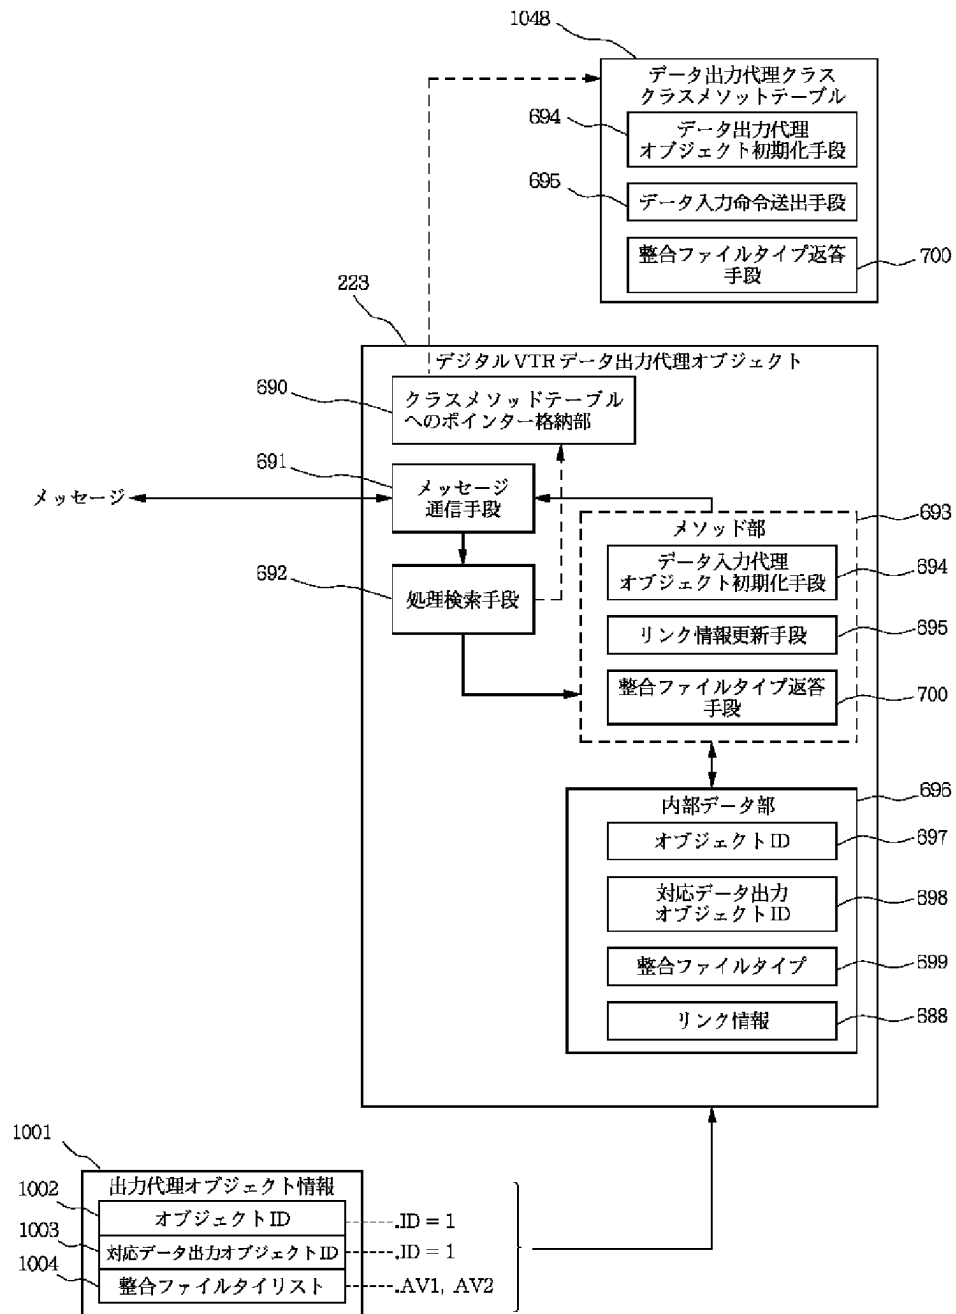 1048
データ出力代理クラス
クラスメソットテーブル
694
データ出力代理
オブジェクト初期化手段
695
データ入力命令送出手段
整合ファイルタイプ返答
手段
700
223
デジタルVTRデータ出力代理オブジェクト
690
クラスメソッドテーブル
へのポインター格納部
691
メッセージ
メッセージ
通信手段
693
メソッド部
692
処理検索手段
データ入力代理
オブジェクト初期化手段
694
リンク情報更新手段
695
整合ファイルタイプ返答
手段
700
内部データ部
696
オブジェクトID
697
対応データ出力
オブジェクトID
698
整合ファイルタイプ
699
リンク情報
688
1001
出力代理オブジェクト情報
1002
オブジェクトID
.ID = 1
1003
対応データ出力オブジェクトID
.ID = 1
1004
整合ファイルタイリスト
.AV1, AV2